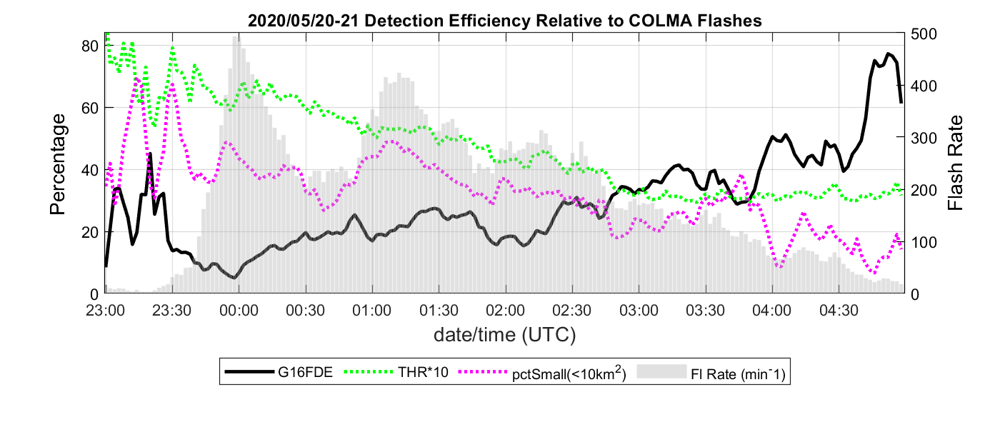 2020/05/20-21 Detection Efficiency Relative to COLMA Flashes
Percentage
80
60
40
20
0
500
400
300
200
100
0
Flash Rate
23:00 23:30 00:00 00:30 01:00 01:30 02:00 02:30 03:00 03:30 04:00 04:30
date/time (UTC)
G16FDE THR*10 pctSmall(<10km²) Fl Rate (min⁻1)